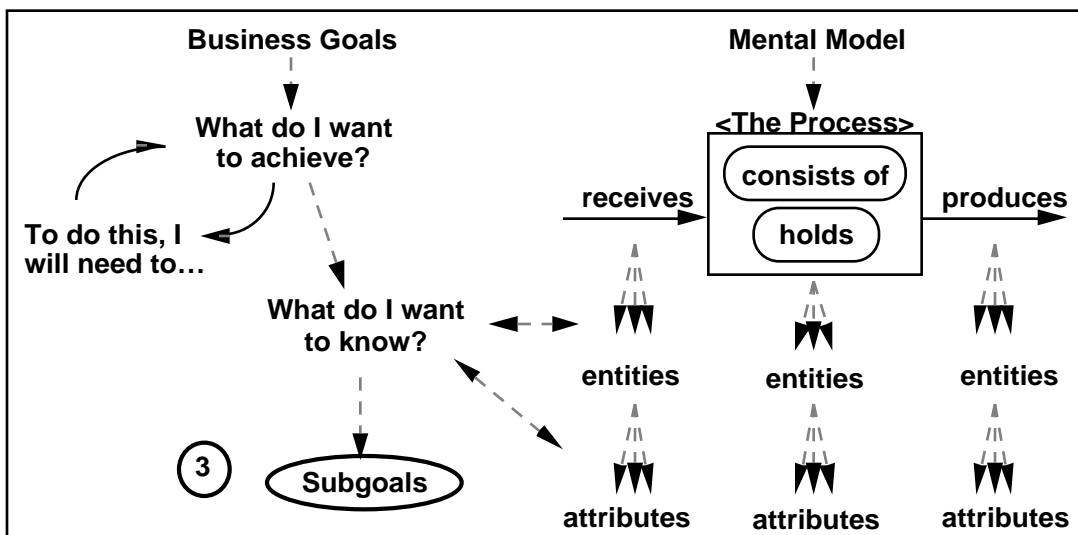 Business Goals
Mental Model
What do I want
to achieve?
<The Process>
consists of
holds
receives
produces
To do this, I
will need to…
What do I want
to know?
entities
entities
entities
3
Subgoals
attributes
attributes
attributes